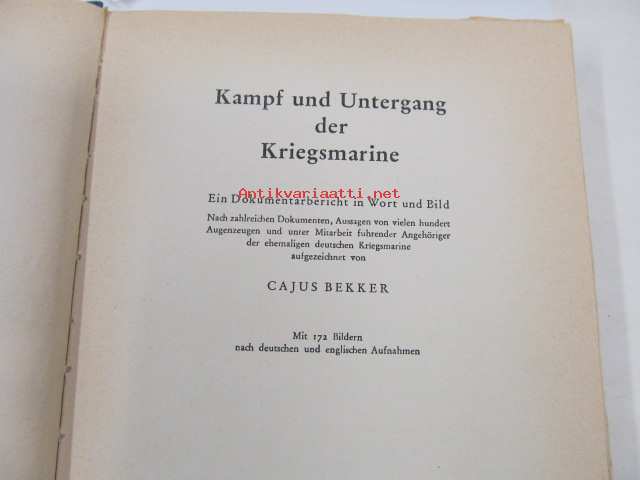 Kampf und Untergang
der
Kriegsmarine
Ein Dokumentarbericht in Wort und Bild
Antikvariaatti.net
Nach zahlreichen Dokumenten, Aussagen von vielen hundert
Augenzeugen und unter Mitarbeit führender Angehöriger
der ehemaligen deutschen Kriegsmarine
aufgezeichnet von
CAJUS BEKKER
Mit 172 Bildern
nach deutschen und englischen Aufnahmen